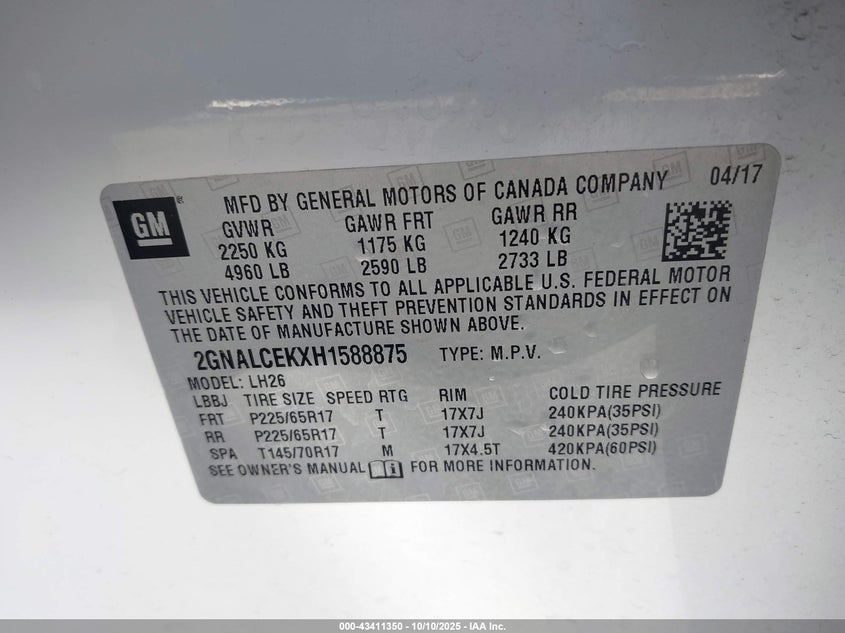 GM
MFD BY GENERAL MOTORS OF CANADA COMPANY 04/17
GVWR GAWR FRT GAWR RR
2250 KG 1175 KG 1240 KG
4960 LB 2590 LB 2733 LB
THIS VEHICLE CONFORMS TO ALL APPLICABLE U.S. FEDERAL MOTOR
VEHICLE SAFETY AND THEFT PREVENTION STANDARDS IN EFFECT ON
THE DATE OF MANUFACTURE SHOWN ABOVE.
2GNALCEKXH1588875 TYPE: M.P.V.
MODEL: LH26
LBBJ TIRE SIZE SPEED RTG RIM COLD TIRE PRESSURE
FRT P225/65R17 T 17X7J 240KPA(35PSI)
RR P225/65R17 T 17X7J 240KPA(35PSI)
SPA T145/70R17 M 17X4.5T 420KPA(60PSI)
SEE OWNER'S MANUAL FOR MORE INFORMATION.
000-43411350 - 10/10/2025 - IAA Inc.